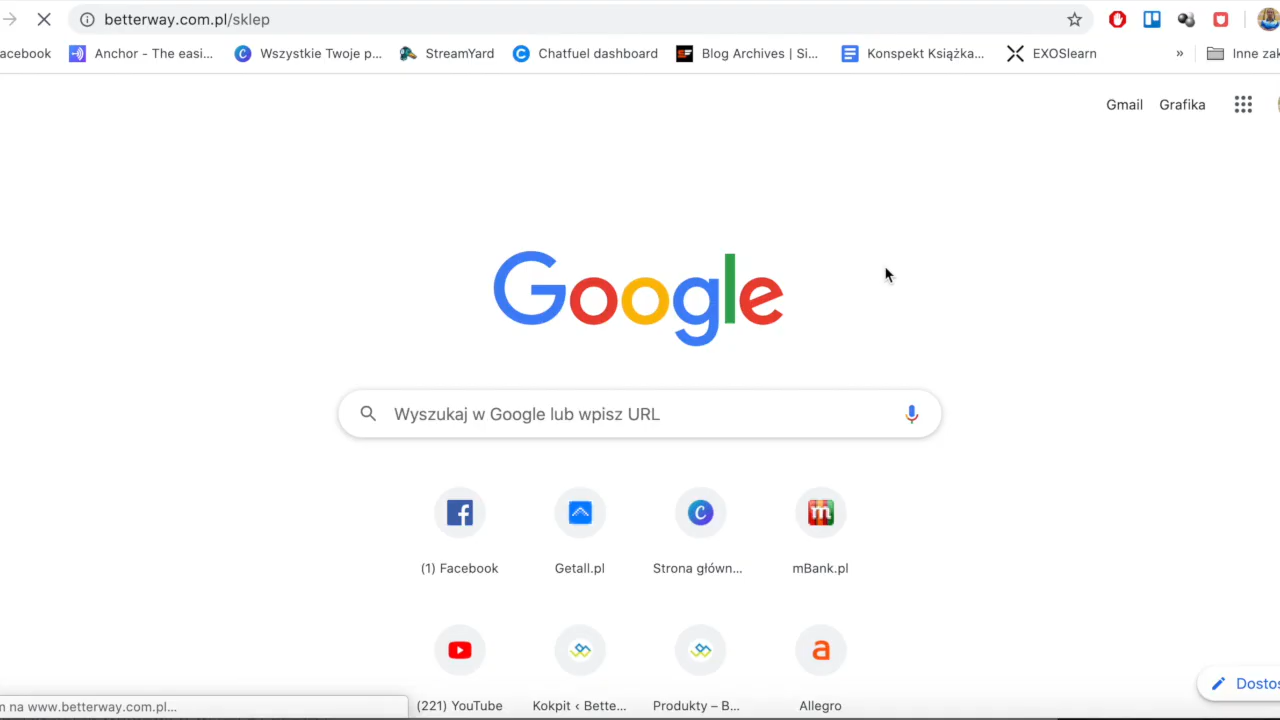 betterway.com.pl/sklep
acebook
Anchor - The easi...
Wszystkie Twoje p...
StreamYard
Chatfuel dashboard
Blog Archives | Si...
Konspekt Książka...
EXOSlearn
»
Inne zak
Gmail
Grafika
Google
Wyszukaj w Google lub wpisz URL
(1) Facebook
Getall.pl
Strona główn...
mBank.pl
(221) YouTube
Kokpit ‹ Bette...
Produkty – B...
Allegro
Dostos
m na www.betterway.com.pl...